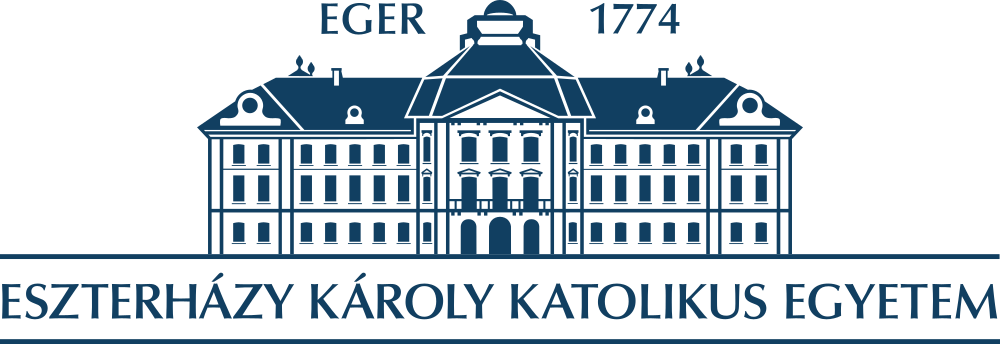 EGER 1774
ESZTERHÁZY KÁROLY KATOLIKUS EGYETEM